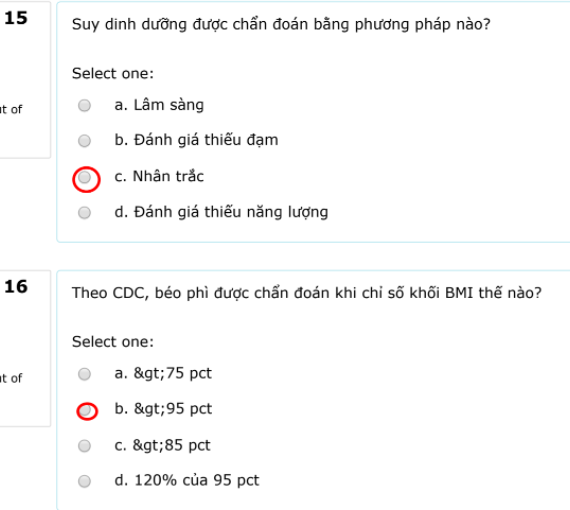 15
Suy dinh dưỡng được chẩn đoán bằng phương pháp nào?
Select one:
a. Lâm sàng
t of
b. Đánh giá thiếu đạm
c. Nhân trắc
d. Đánh giá thiếu năng lượng
16
Theo CDC, béo phì được chẩn đoán khi chỉ số khối BMI thế nào?
Select one:
a. &gt;75 pct
t of
b. &gt;95 pct
c. &gt;85 pct
d. 120% của 95 pct